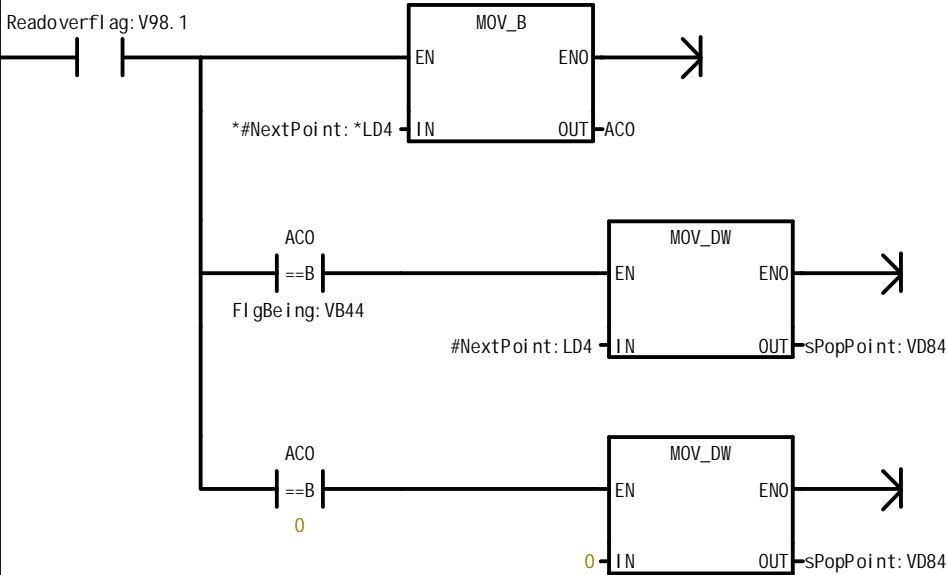 Readoverflag:V98.1
MOV_B
EN ENO
*#NextPoint:*LD4 IN OUT AC0
AC0
==B
FlgBeing:VB44
MOV_DW
EN ENO
#NextPoint:LD4 IN OUT sPopPoint:VD84
AC0
==B
0
MOV_DW
EN ENO
0 IN OUT sPopPoint:VD84